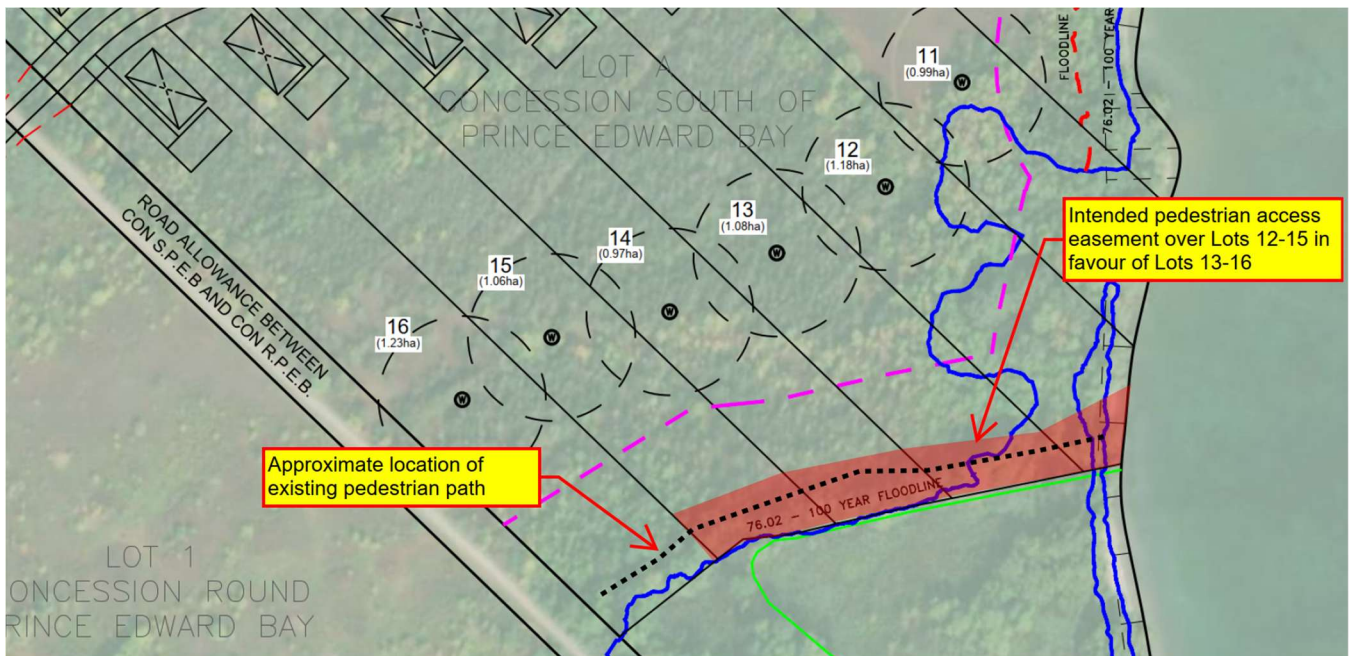 11
(0.99ha)
FLOODLINE
76.02 - 100 YEAR
LOT A
CONCESSION SOUTH OF
PRINCE EDWARD BAY
12
(1.18ha)
13
(1.08ha)
14
(0.97ha)
15
(1.06ha)
16
(1.23ha)
W
W
W
W
W
W
ROAD ALLOWANCE BETWEEN
CON S.P.E.B AND CON R.P.E.B.
Intended pedestrian access
easement over Lots 12-15 in
favour of Lots 13-16
Approximate location of
existing pedestrian path
76.02 - 100 YEAR FLOODLINE
LOT 1
ONCESSION ROUND
RINCE EDWARD BAY